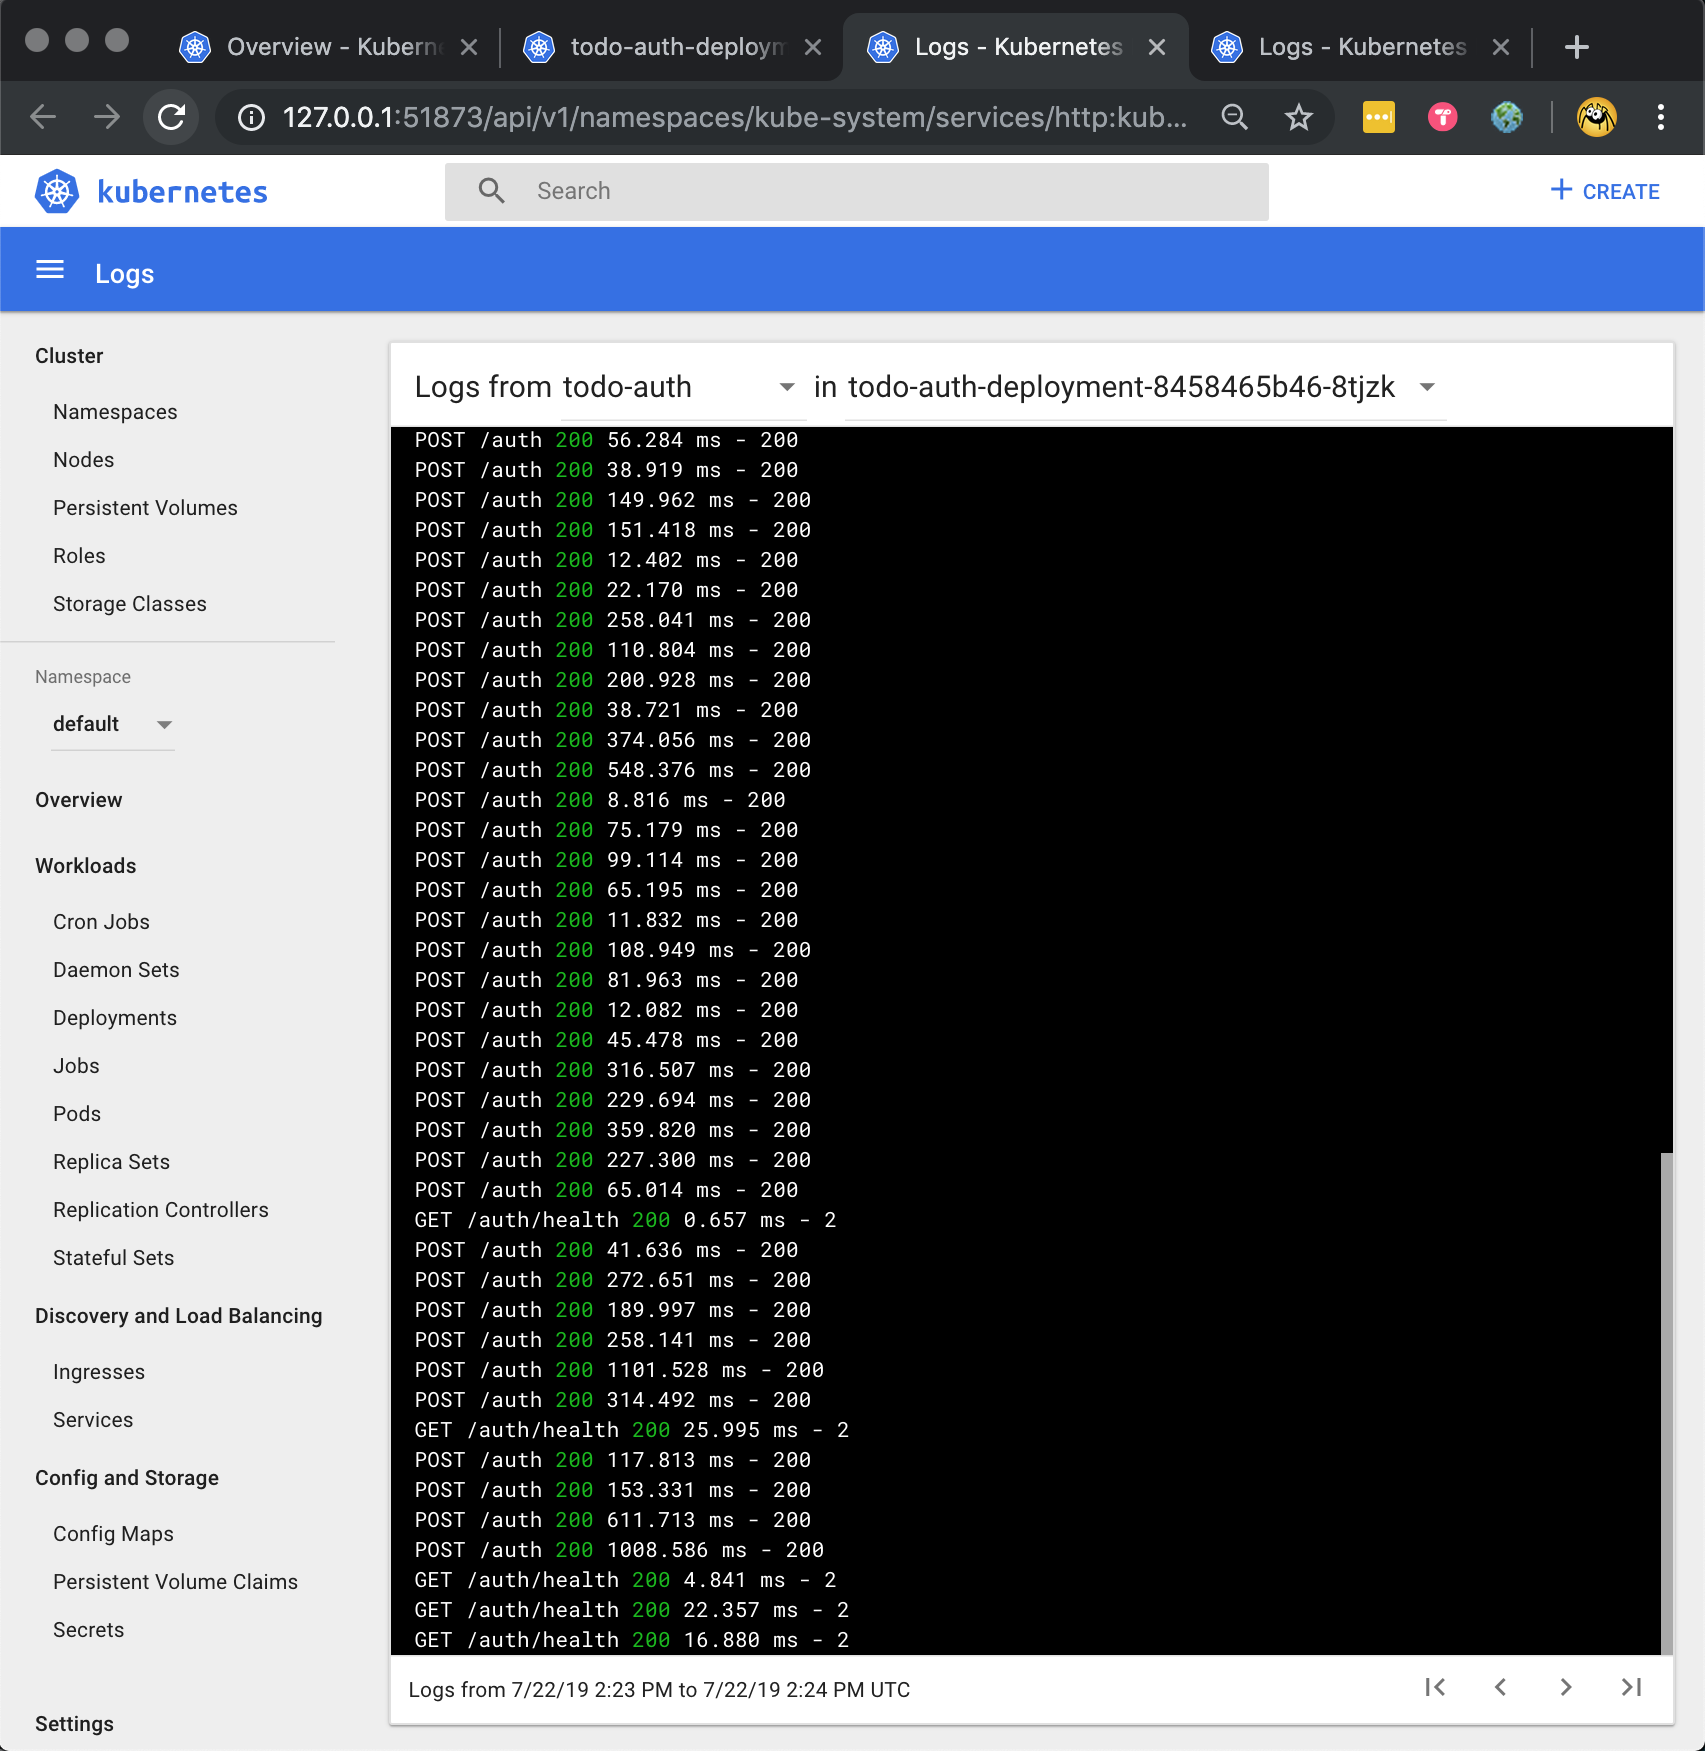 Overview - Kubern
todo-auth-deploym
Logs - Kubernetes
Logs - Kubernetes
127.0.0.1:51873/api/v1/namespaces/kube-system/services/http:kub...
kubernetes
Search
+ CREATE
Logs
Cluster
Namespaces
Nodes
Persistent Volumes
Roles
Storage Classes
Namespace
default
Overview
Workloads
Cron Jobs
Daemon Sets
Deployments
Jobs
Pods
Replica Sets
Replication Controllers
Stateful Sets
Discovery and Load Balancing
Ingresses
Services
Config and Storage
Config Maps
Persistent Volume Claims
Secrets
Settings
Logs from todo-auth in todo-auth-deployment-8458465b46-8tjzk
POST /auth 200 56.284 ms - 200
POST /auth 200 38.919 ms - 200
POST /auth 200 149.962 ms - 200
POST /auth 200 151.418 ms - 200
POST /auth 200 12.402 ms - 200
POST /auth 200 22.170 ms - 200
POST /auth 200 258.041 ms - 200
POST /auth 200 110.804 ms - 200
POST /auth 200 200.928 ms - 200
POST /auth 200 38.721 ms - 200
POST /auth 200 374.056 ms - 200
POST /auth 200 548.376 ms - 200
POST /auth 200 8.816 ms - 200
POST /auth 200 75.179 ms - 200
POST /auth 200 99.114 ms - 200
POST /auth 200 65.195 ms - 200
POST /auth 200 11.832 ms - 200
POST /auth 200 108.949 ms - 200
POST /auth 200 81.963 ms - 200
POST /auth 200 12.082 ms - 200
POST /auth 200 45.478 ms - 200
POST /auth 200 316.507 ms - 200
POST /auth 200 229.694 ms - 200
POST /auth 200 359.820 ms - 200
POST /auth 200 227.300 ms - 200
POST /auth 200 65.014 ms - 200
GET /auth/health 200 0.657 ms - 2
POST /auth 200 41.636 ms - 200
POST /auth 200 272.651 ms - 200
POST /auth 200 189.997 ms - 200
POST /auth 200 258.141 ms - 200
POST /auth 200 1101.528 ms - 200
POST /auth 200 314.492 ms - 200
GET /auth/health 200 25.995 ms - 2
POST /auth 200 117.813 ms - 200
POST /auth 200 153.331 ms - 200
POST /auth 200 611.713 ms - 200
POST /auth 200 1008.586 ms - 200
GET /auth/health 200 4.841 ms - 2
GET /auth/health 200 22.357 ms - 2
GET /auth/health 200 16.880 ms - 2
Logs from 7/22/19 2:23 PM to 7/22/19 2:24 PM UTC